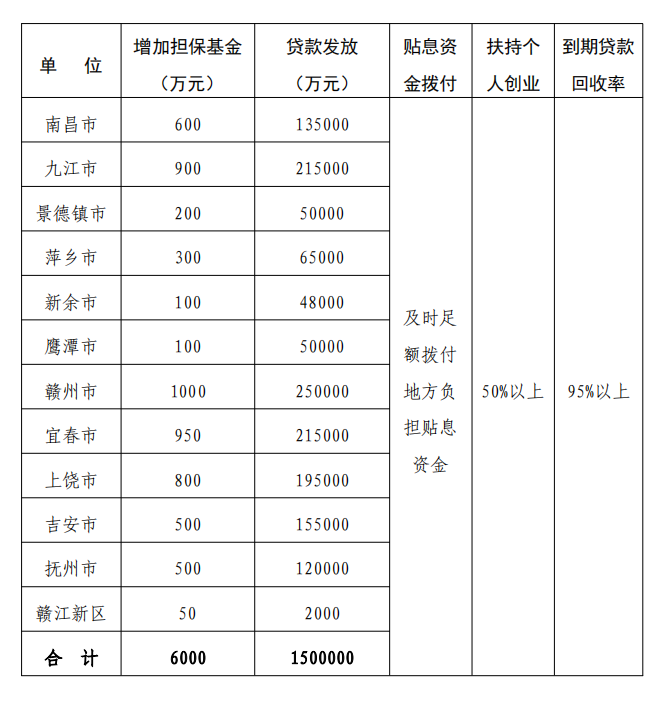 单 位 增加担保基金（万元） 贷款发放（万元） 贴息资金拨付 扶持个人创业 到期贷款回收率
南昌市 600 135000
九江市 900 215000
景德镇市 200 50000
萍乡市 300 65000
新余市 100 48000
鹰潭市 100 50000
赣州市 1000 250000
宜春市 950 215000
上饶市 800 195000
吉安市 500 155000
抚州市 500 120000
赣江新区 50 2000
合 计 6000 1500000
及时足
额拨付
地方负
担贴息
资金
50%以上
95%以上